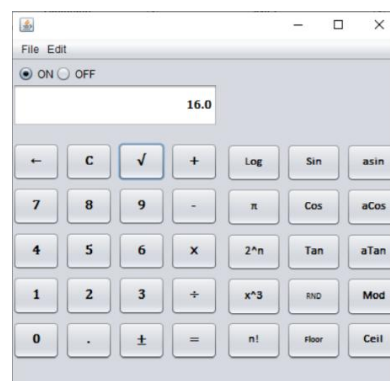 File Edit
ON OFF
16.0
← C √ + Log Sin asin
7 8 9 - π Cos aCos
4 5 6 x 2^n Tan aTan
1 2 3 ÷ x^3 RND Mod
0 . ± = n! Floor Ceil